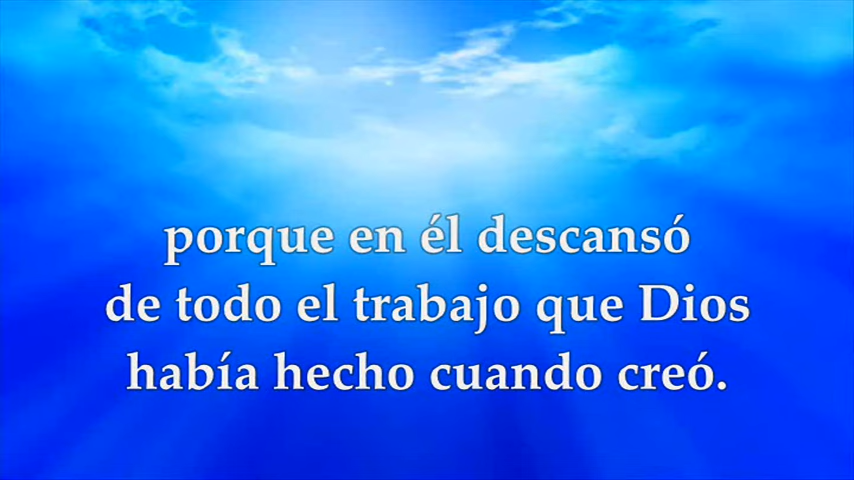 porque en él descansó
de todo el trabajo que Dios
había hecho cuando creó.